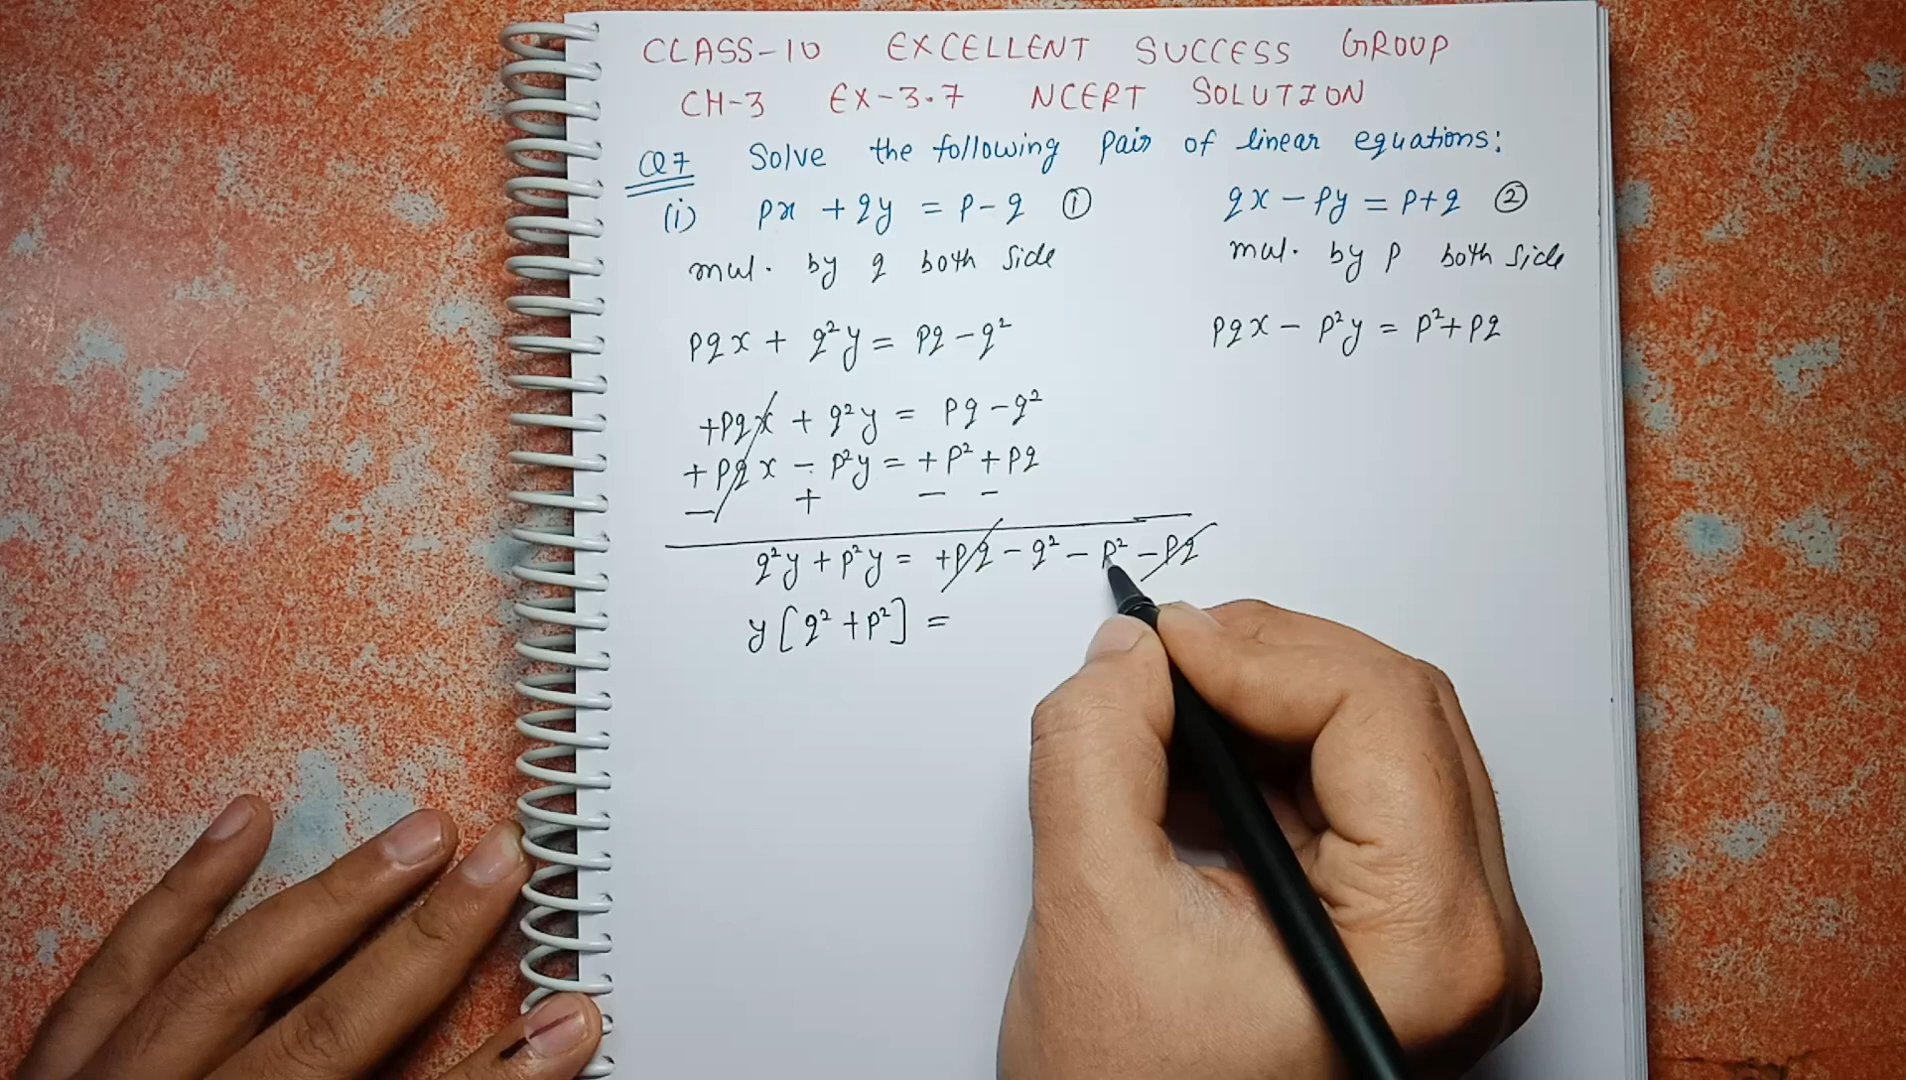 CLASS-10 EXCELLENT SUCCESS GROUP
CH-3 EX-3.7 NCERT SOLUTION
Q7 Solve the following pair of linear equations:
(i) px + qy = p-q ① qx - py = p+q ②
mul. by q both side mul. by p both side
pqx + q²y = pq - q² pqx - p²y = p²+pq
+pqx + q²y = pq - q²
+pqx - p²y = +p² + pq
- + - -
q²y + p²y = +pq - q² - p² - pq
y[q² + p²] =